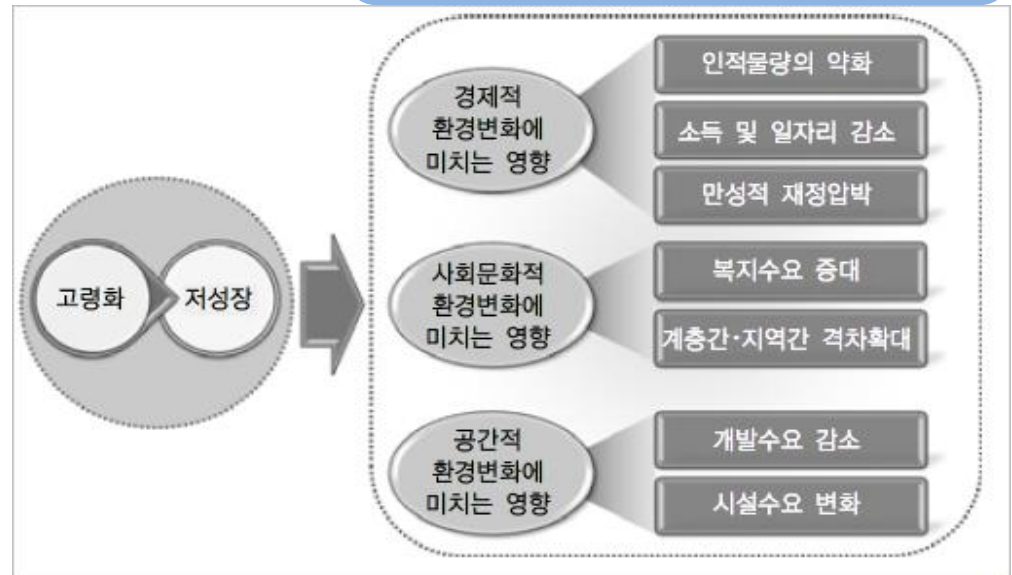 고령화
저성장
경제적
환경변화에
미치는 영향
인적물량의 약화
소득 및 일자리 감소
만성적 재정압박
사회문화적
환경변화에
미치는 영향
복지수요 증대
계층간·지역간 격차확대
공간적
환경변화에
미치는 영향
개발수요 감소
시설수요 변화